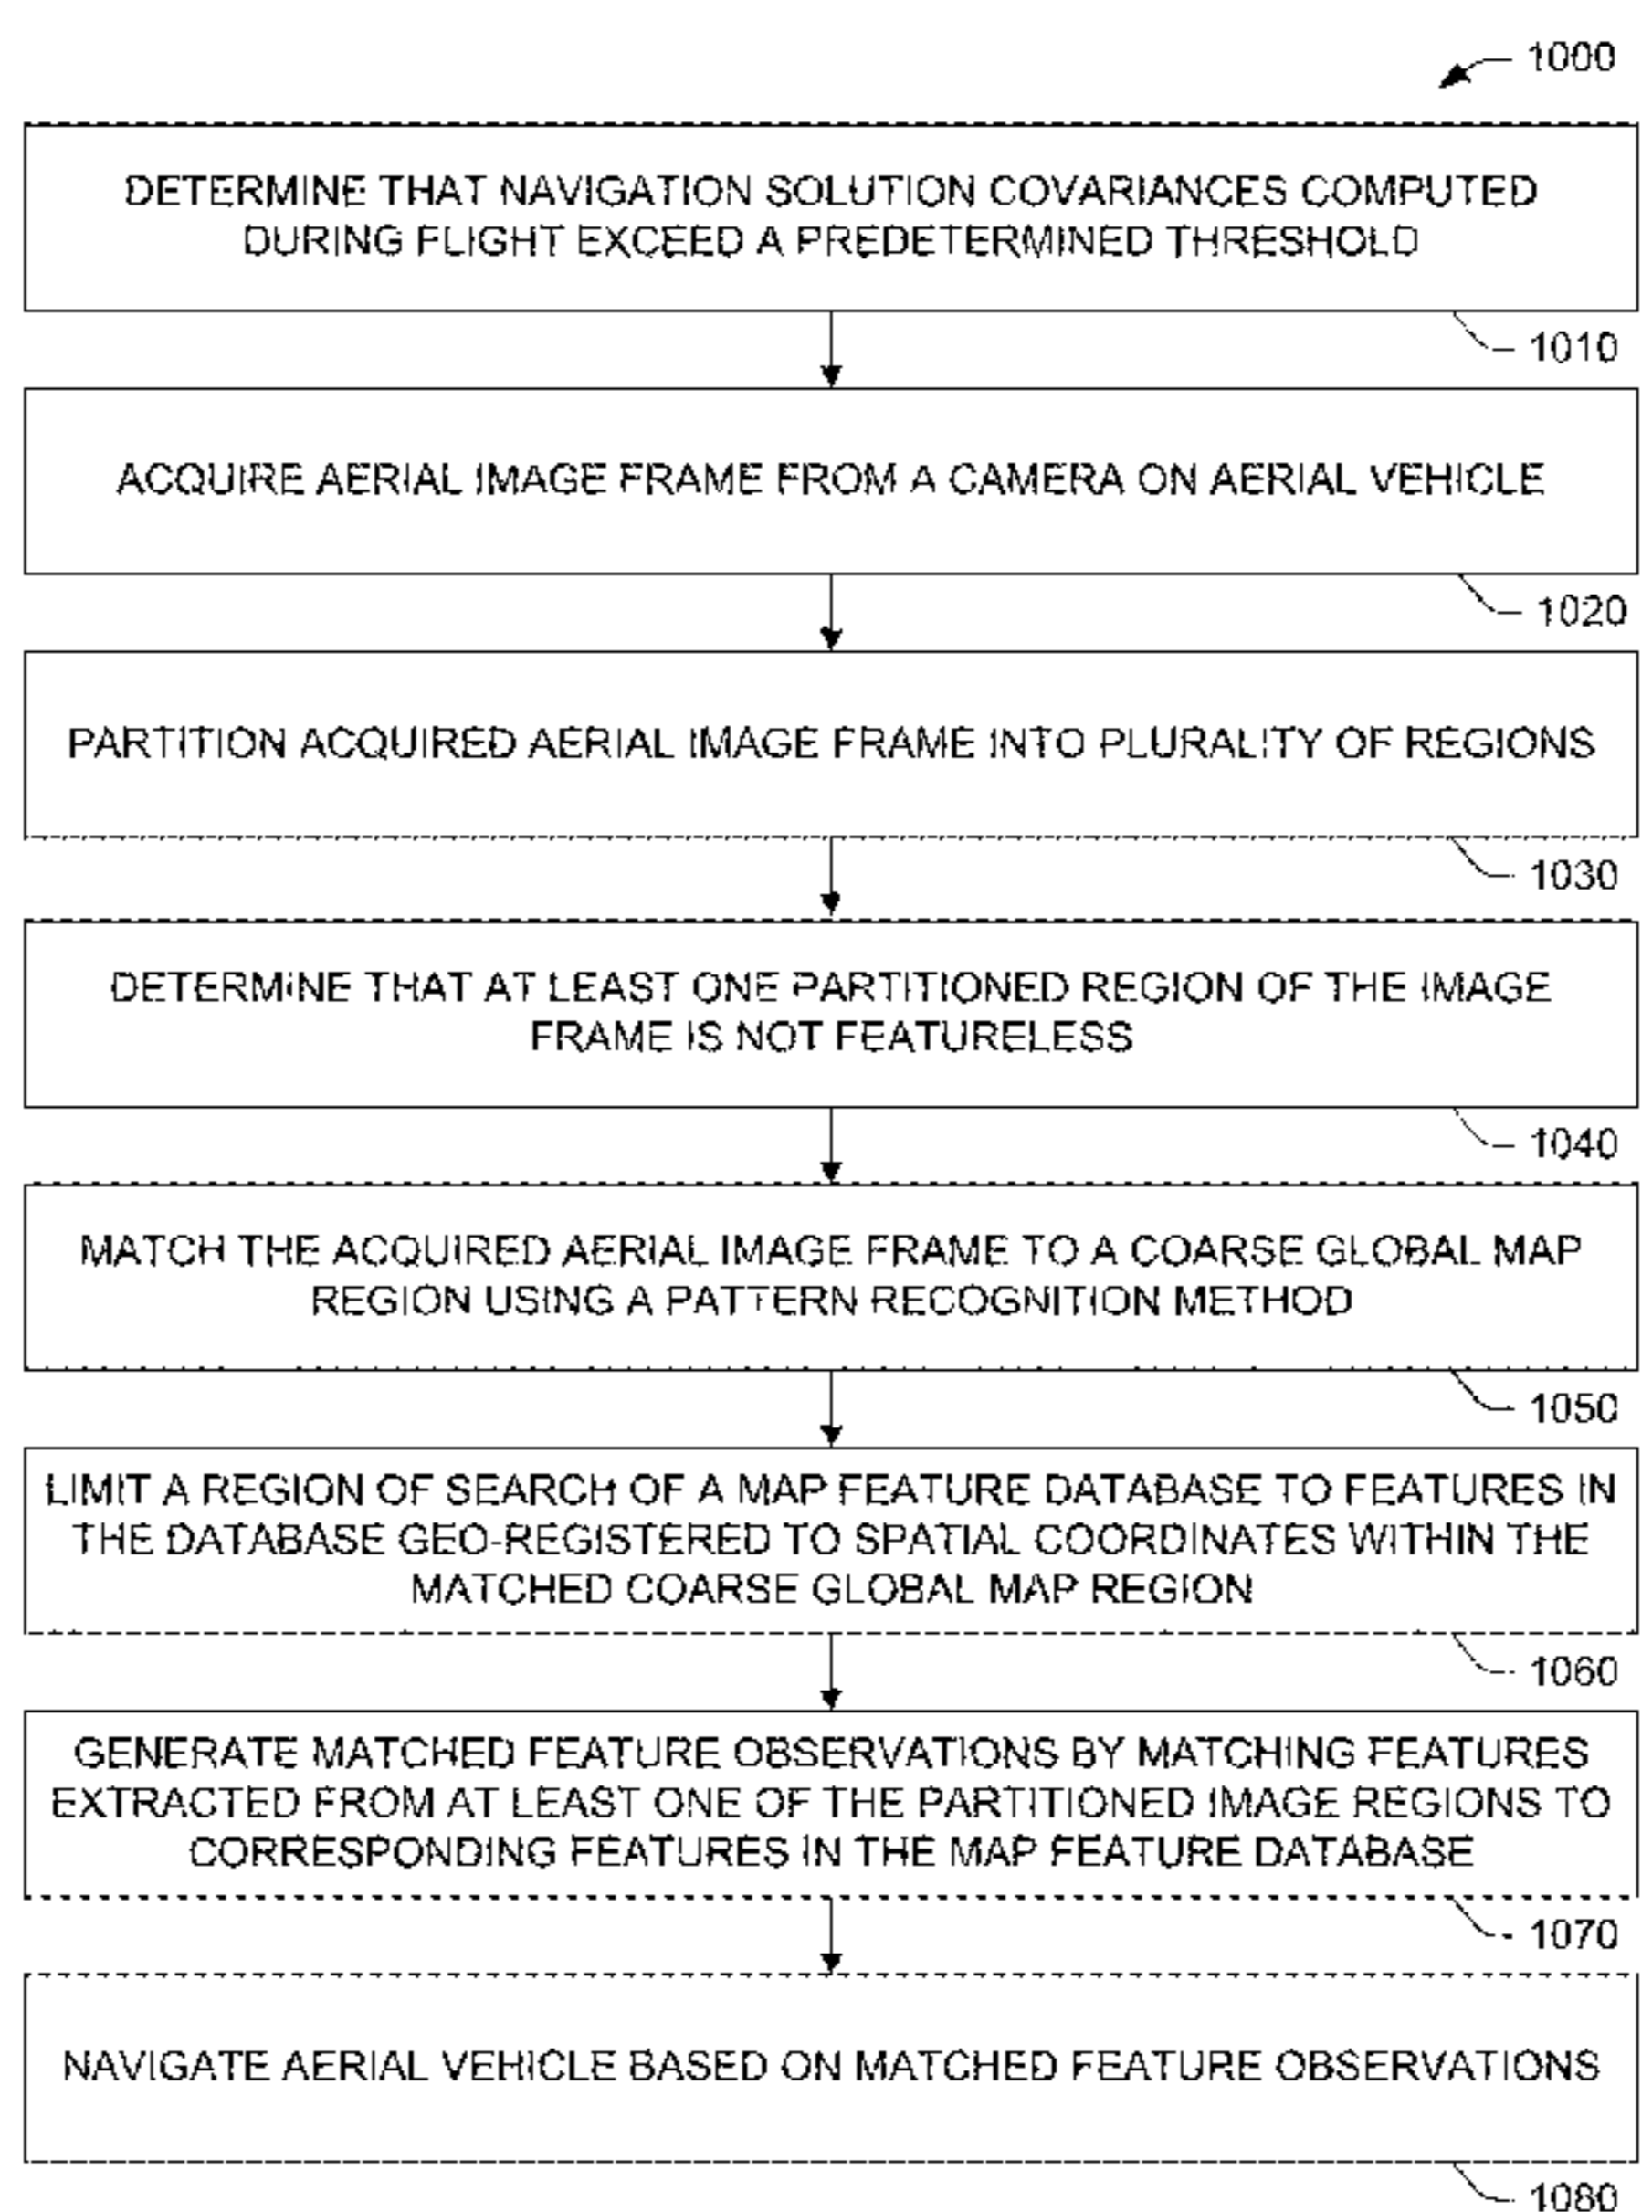 1000
DETERMINE THAT NAVIGATION SOLUTION COVARIANCES COMPUTED
DURING FLIGHT EXCEED A PREDETERMINED THRESHOLD
1010
ACQUIRE AERIAL IMAGE FRAME FROM A CAMERA ON AERIAL VEHICLE
1020
PARTITION ACQUIRED AERIAL IMAGE FRAME INTO PLURALITY OF REGIONS
1030
DETERMINE THAT AT LEAST ONE PARTITIONED REGION OF THE IMAGE
FRAME IS NOT FEATURELESS
1040
MATCH THE ACQUIRED AERIAL IMAGE FRAME TO A COARSE GLOBAL MAP
REGION USING A PATTERN RECOGNITION METHOD
1050
LIMIT A REGION OF SEARCH OF A MAP FEATURE DATABASE TO FEATURES IN
THE DATABASE GEO-REGISTERED TO SPATIAL COORDINATES WITHIN THE
MATCHED COARSE GLOBAL MAP REGION
1060
GENERATE MATCHED FEATURE OBSERVATIONS BY MATCHING FEATURES
EXTRACTED FROM AT LEAST ONE OF THE PARTITIONED IMAGE REGIONS TO
CORRESPONDING FEATURES IN THE MAP FEATURE DATABASE
1070
NAVIGATE AERIAL VEHICLE BASED ON MATCHED FEATURE OBSERVATIONS
1080